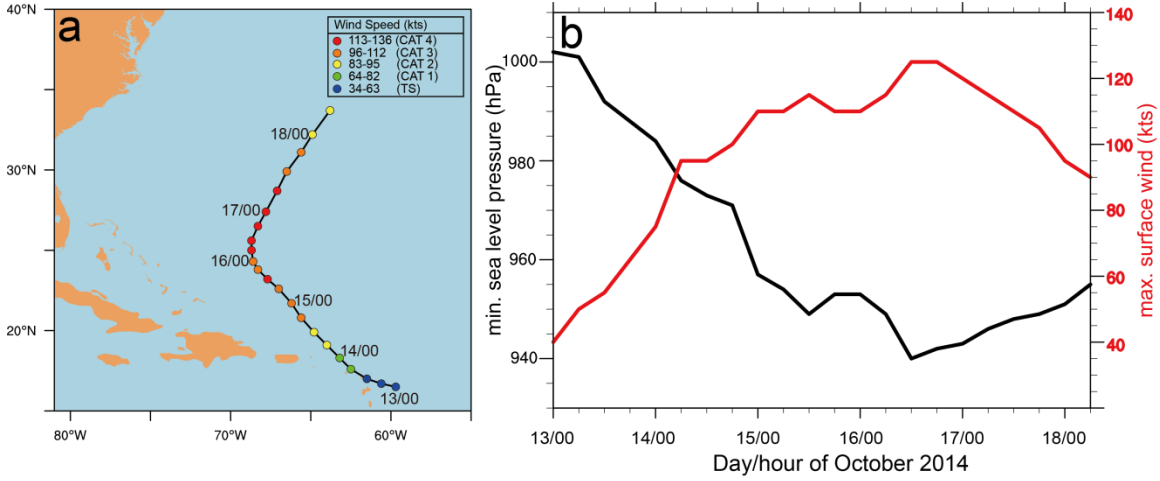 a
Wind Speed (kts)
113-136 (CAT 4)
96-112 (CAT 3)
83-95 (CAT 2)
64-82 (CAT 1)
34-63 (TS)
40°N
30°N
20°N
18/00
17/00
16/00
15/00
14/00
13/00
80°W 70°W 60°W
b
min. sea level pressure (hPa)
1000
980
960
940
140
120
100
80
60
40
max. surface wind (kts)
13/00 14/00 15/00 16/00 17/00 18/00
Day/hour of October 2014